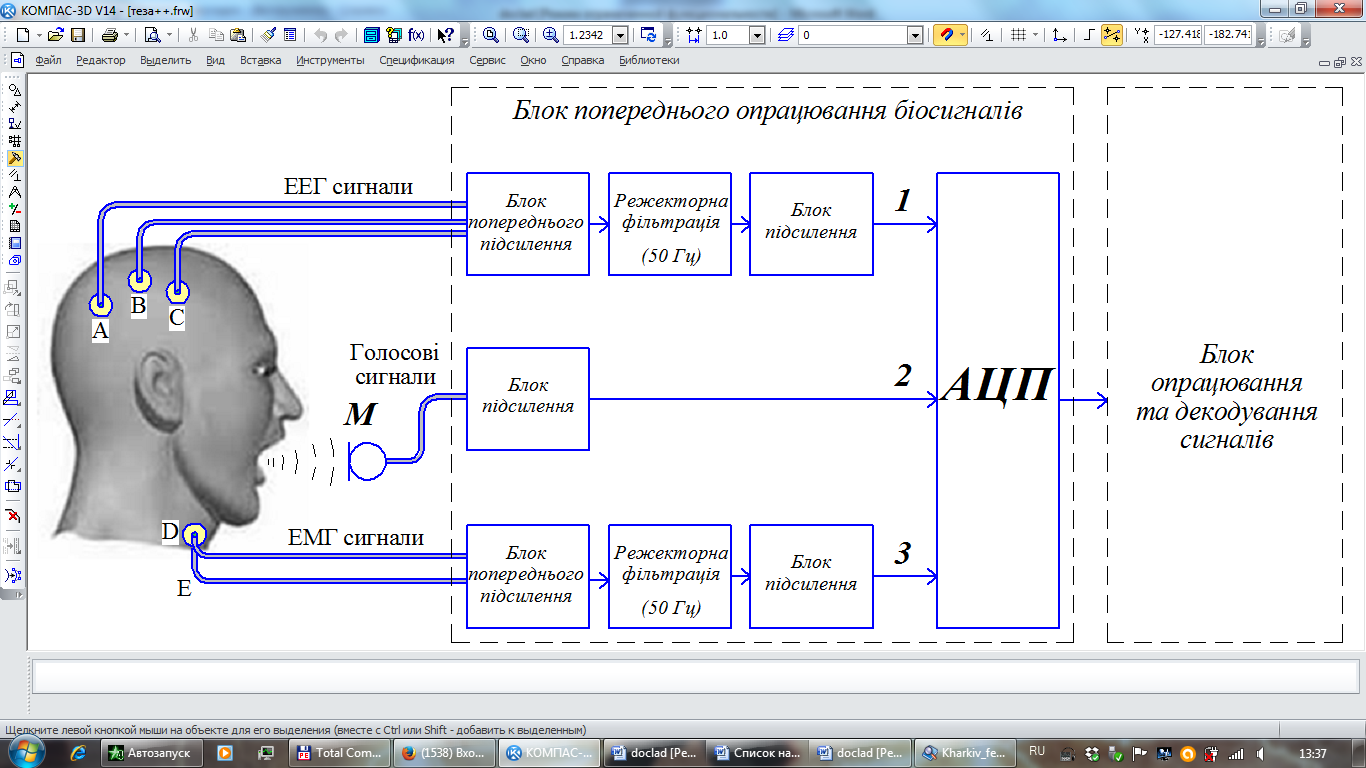 КОМПАС-3D V14 - [теза++.frw]
1.2342
1.0
0
-127.418
-182.741
Файл Редактор Выделить Вид Вставка Инструменты Спецификация Сервис Окно Справка Библиотеки
Блок попереднього опрацювання біосигналів
ЕЕГ сигнали
Блок
попереднього
підсилення
Режекторна
фільтрація
(50 Гц)
Блок
підсилення
1
A
B
C
Голосові
сигнали
М
Блок
підсилення
2
АЦП
Блок
опрацювання
та декодування
сигналів
D
E
ЕМГ сигнали
Блок
попереднього
підсилення
Режекторна
фільтрація
(50 Гц)
Блок
підсилення
3
Щелкните левой кнопкой мыши на объекте для его выделения (вместе с Ctrl или Shift - добавить к выделенным)
Автозапуск
Total Com...
(1538) Вхо...
КОМПАС-...
doclad [Ре...
Список на...
doclad [Ре...
Kharkiv_fe...
RU
13:37